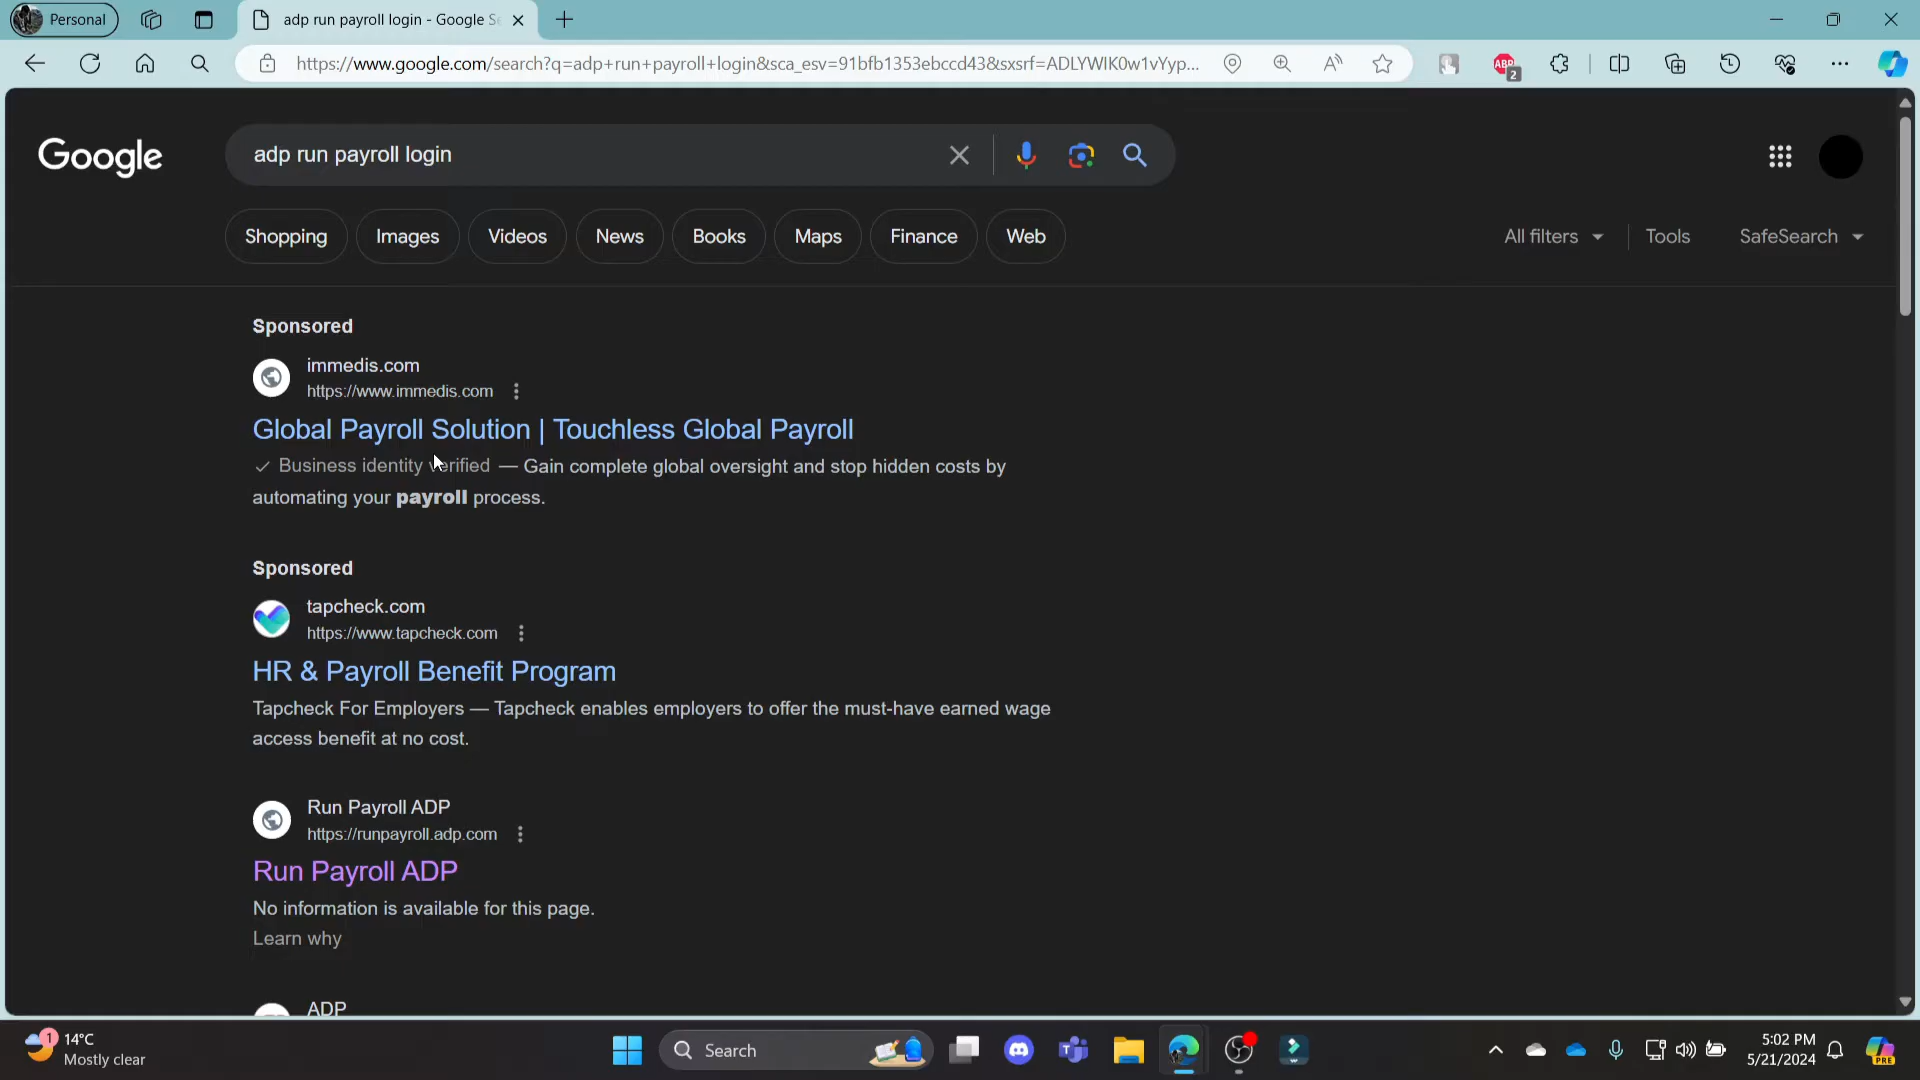 Personal
adp run payroll login - Google Se
https://www.google.com/search?q=adp+run+payroll+login&sca_esv=91bfb1353ebccd43&sxsrf=ADLYWIK0w1vYyp...
ABP
2
Google
adp run payroll login
Shopping
Images
Videos
News
Books
Maps
Finance
Web
All filters
Tools
SafeSearch
Sponsored
immedis.com
https://www.immedis.com
Global Payroll Solution | Touchless Global Payroll
Business identity verified — Gain complete global oversight and stop hidden costs by
automating your payroll process.
Sponsored
tapcheck.com
https://www.tapcheck.com
HR & Payroll Benefit Program
Tapcheck For Employers — Tapcheck enables employers to offer the must-have earned wage
access benefit at no cost.
Run Payroll ADP
https://runpayroll.adp.com
Run Payroll ADP
No information is available for this page.
Learn why
ADP
1
14°C
Mostly clear
Search
5:02 PM
5/21/2024
PRE